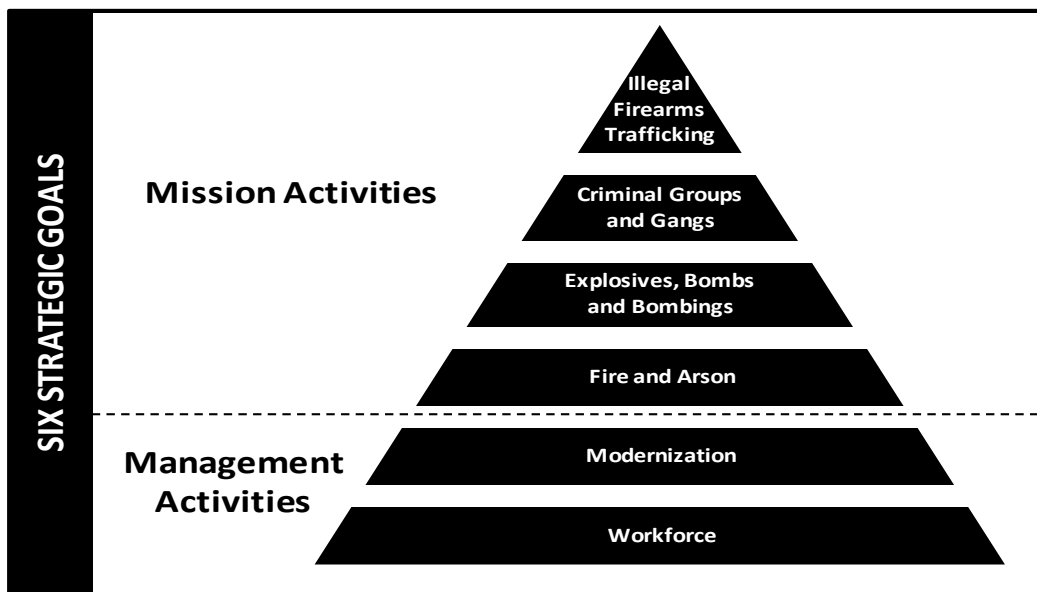 SIX STRATEGIC GOALS
Mission Activities
Illegal
Firearms
Trafficking
Criminal Groups
and Gangs
Explosives, Bombs
and Bombings
Fire and Arson
Management
Activities
Modernization
Workforce